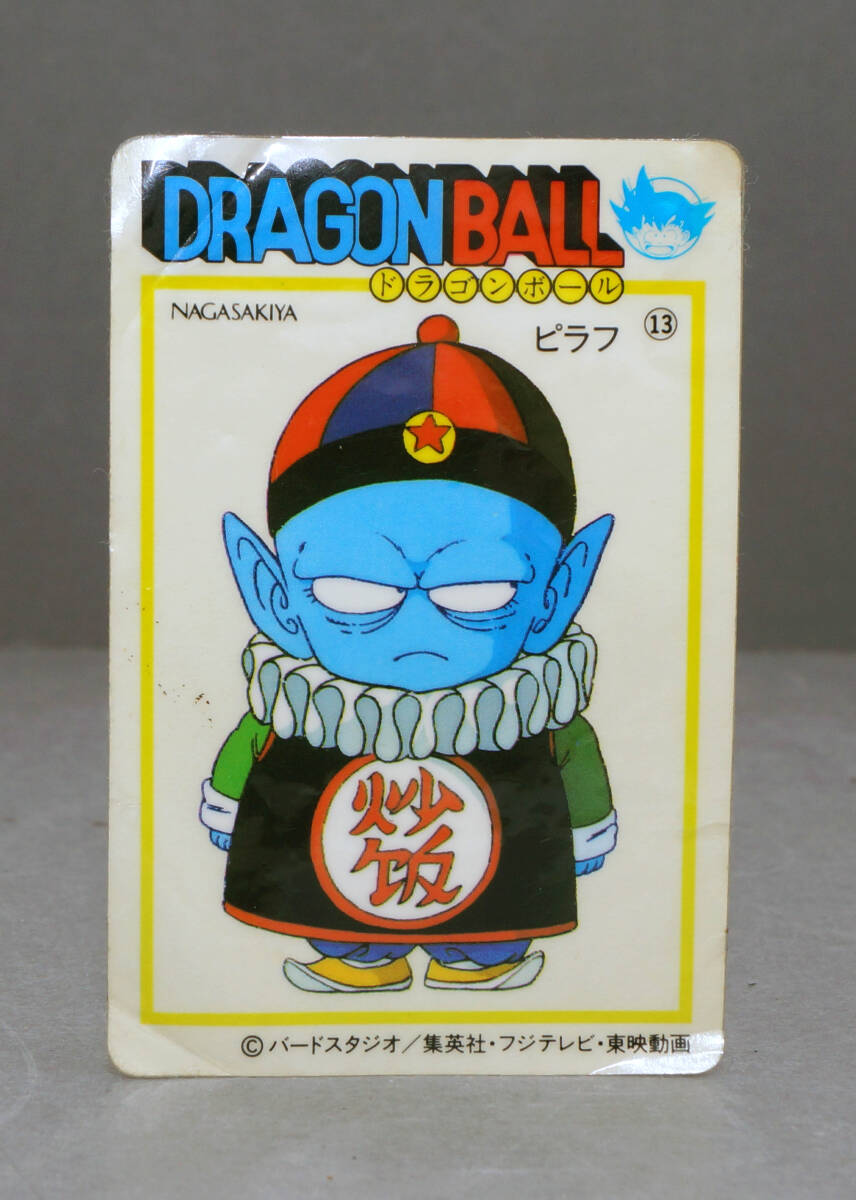 DRAGON BALL
ドラゴンボール
NAGASAKIYA
ピラフ ⑬
炒
饭
©バードスタジオ/集英社・フジテレビ・東映動画